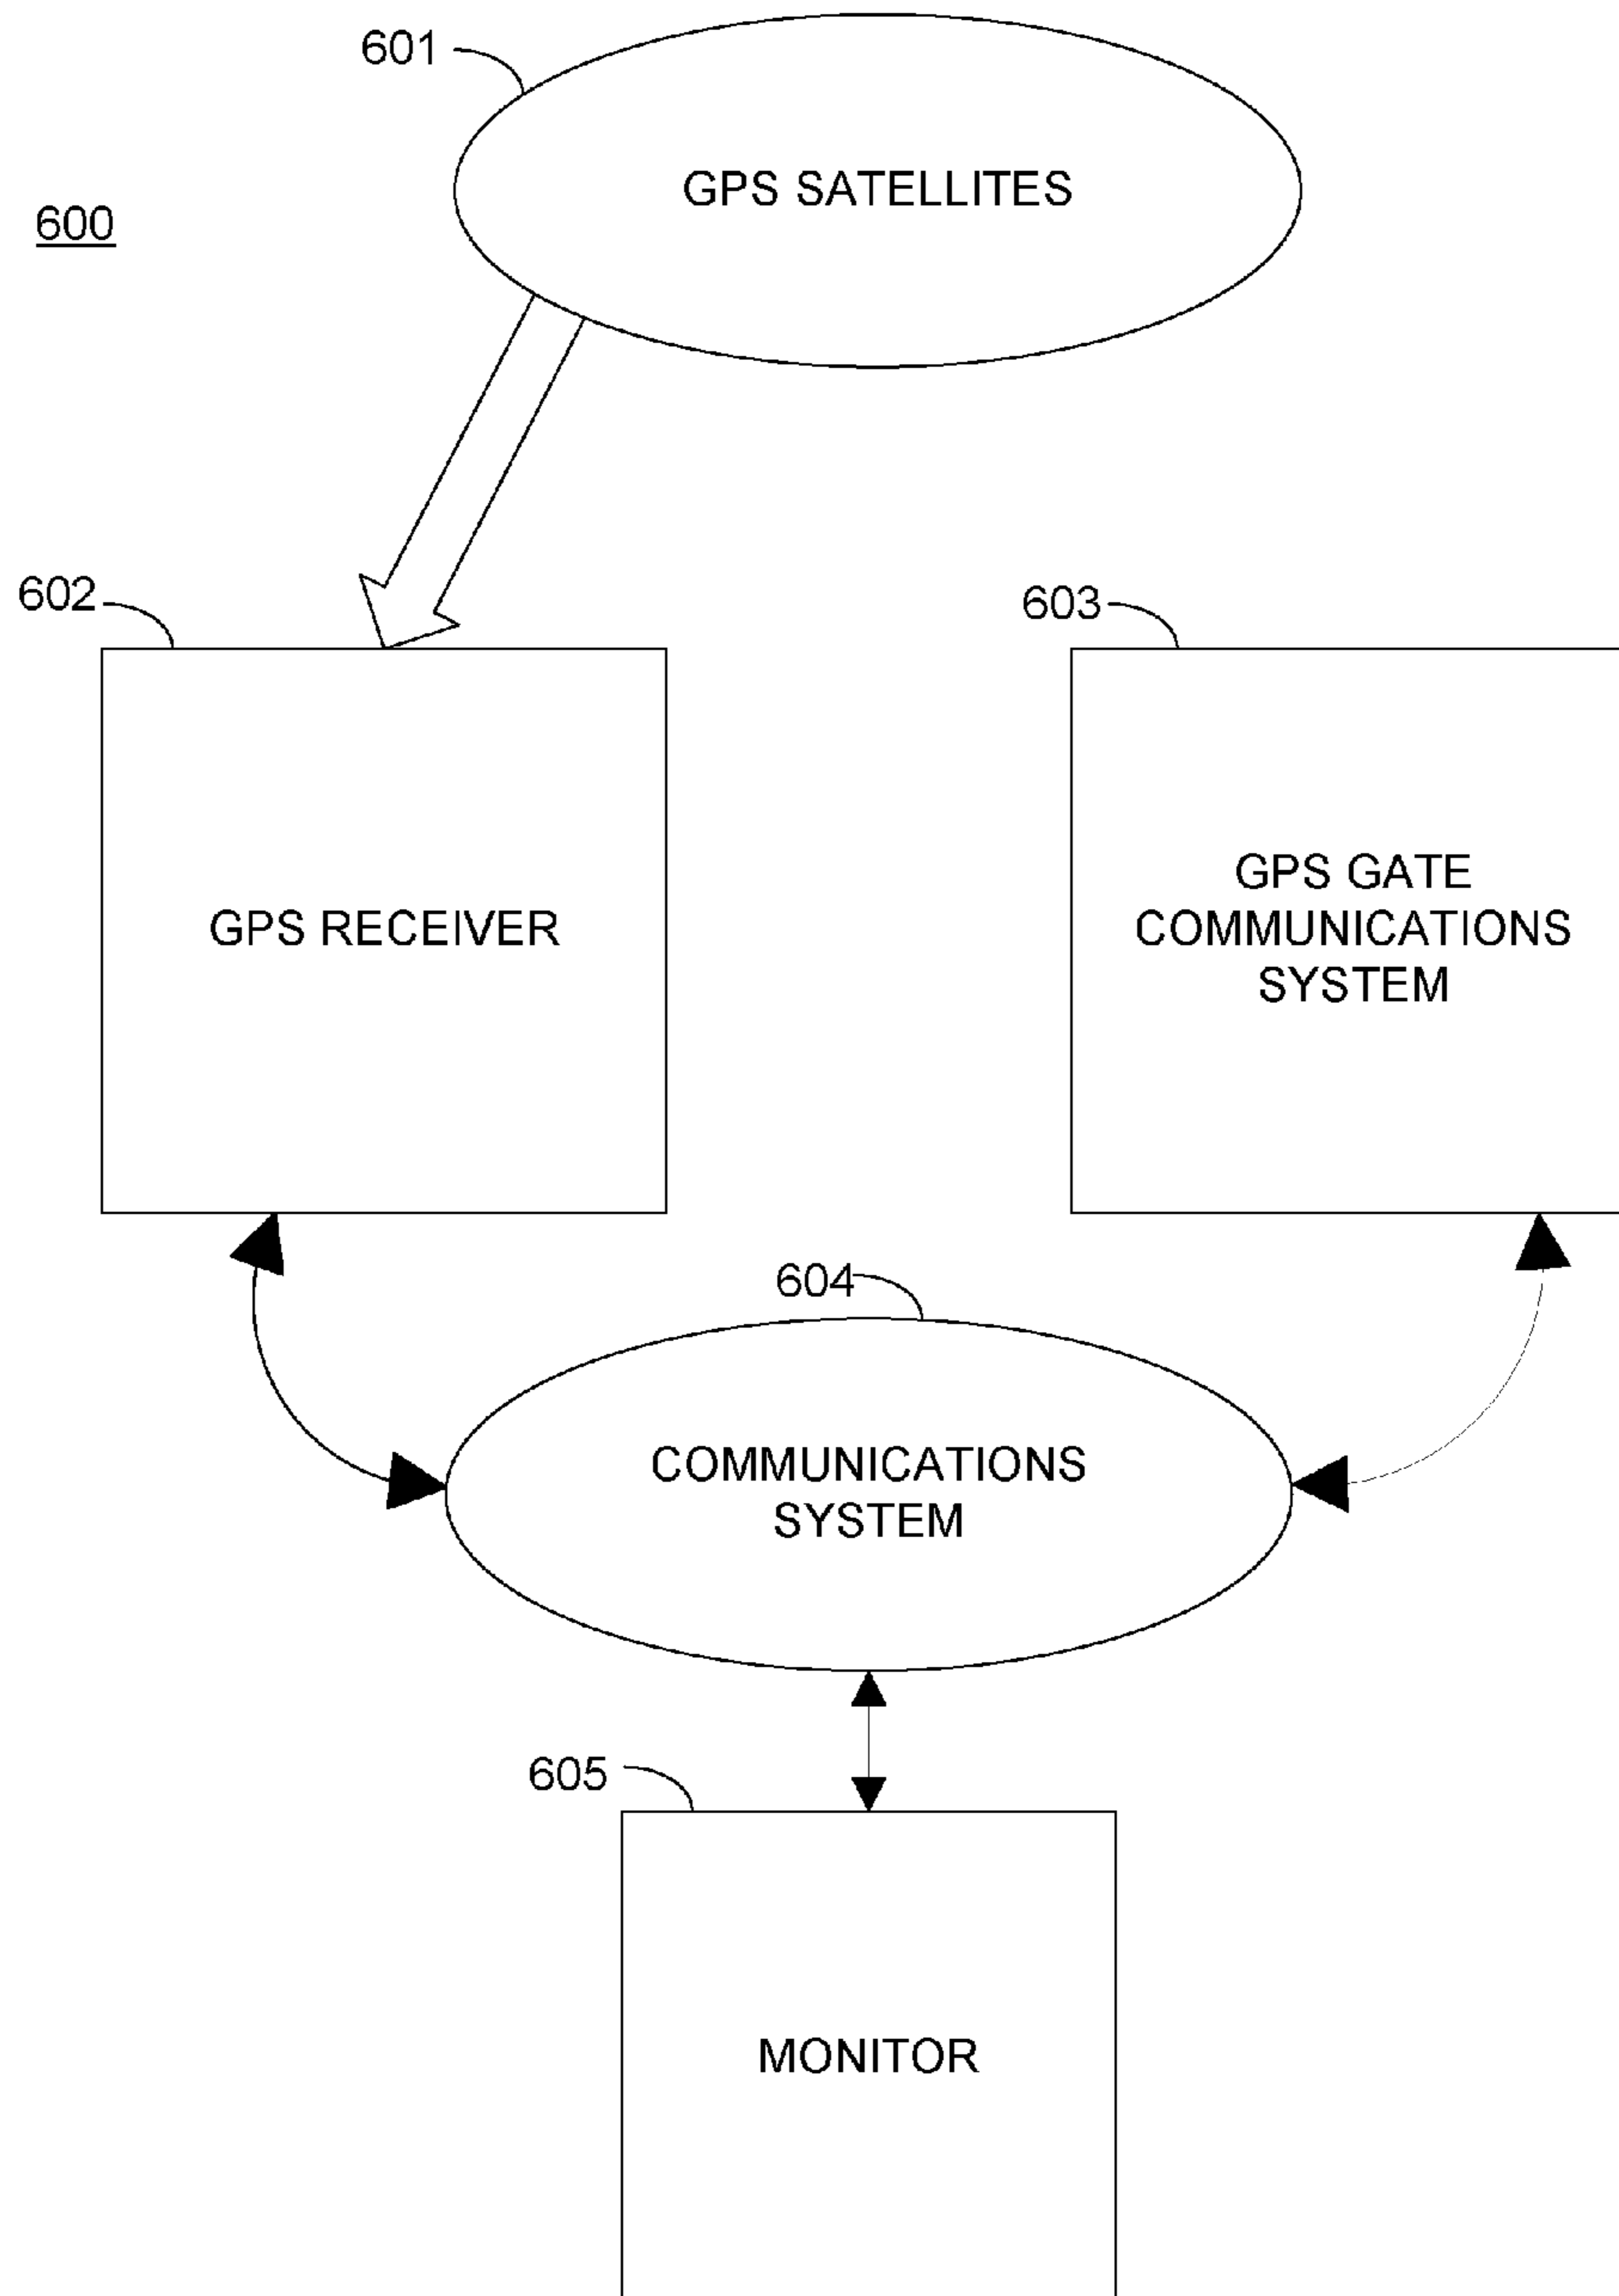 601
GPS SATELLITES
600
602
603
GPS RECEIVER
GPS GATE
COMMUNICATIONS
SYSTEM
604
COMMUNICATIONS
SYSTEM
605
MONITOR